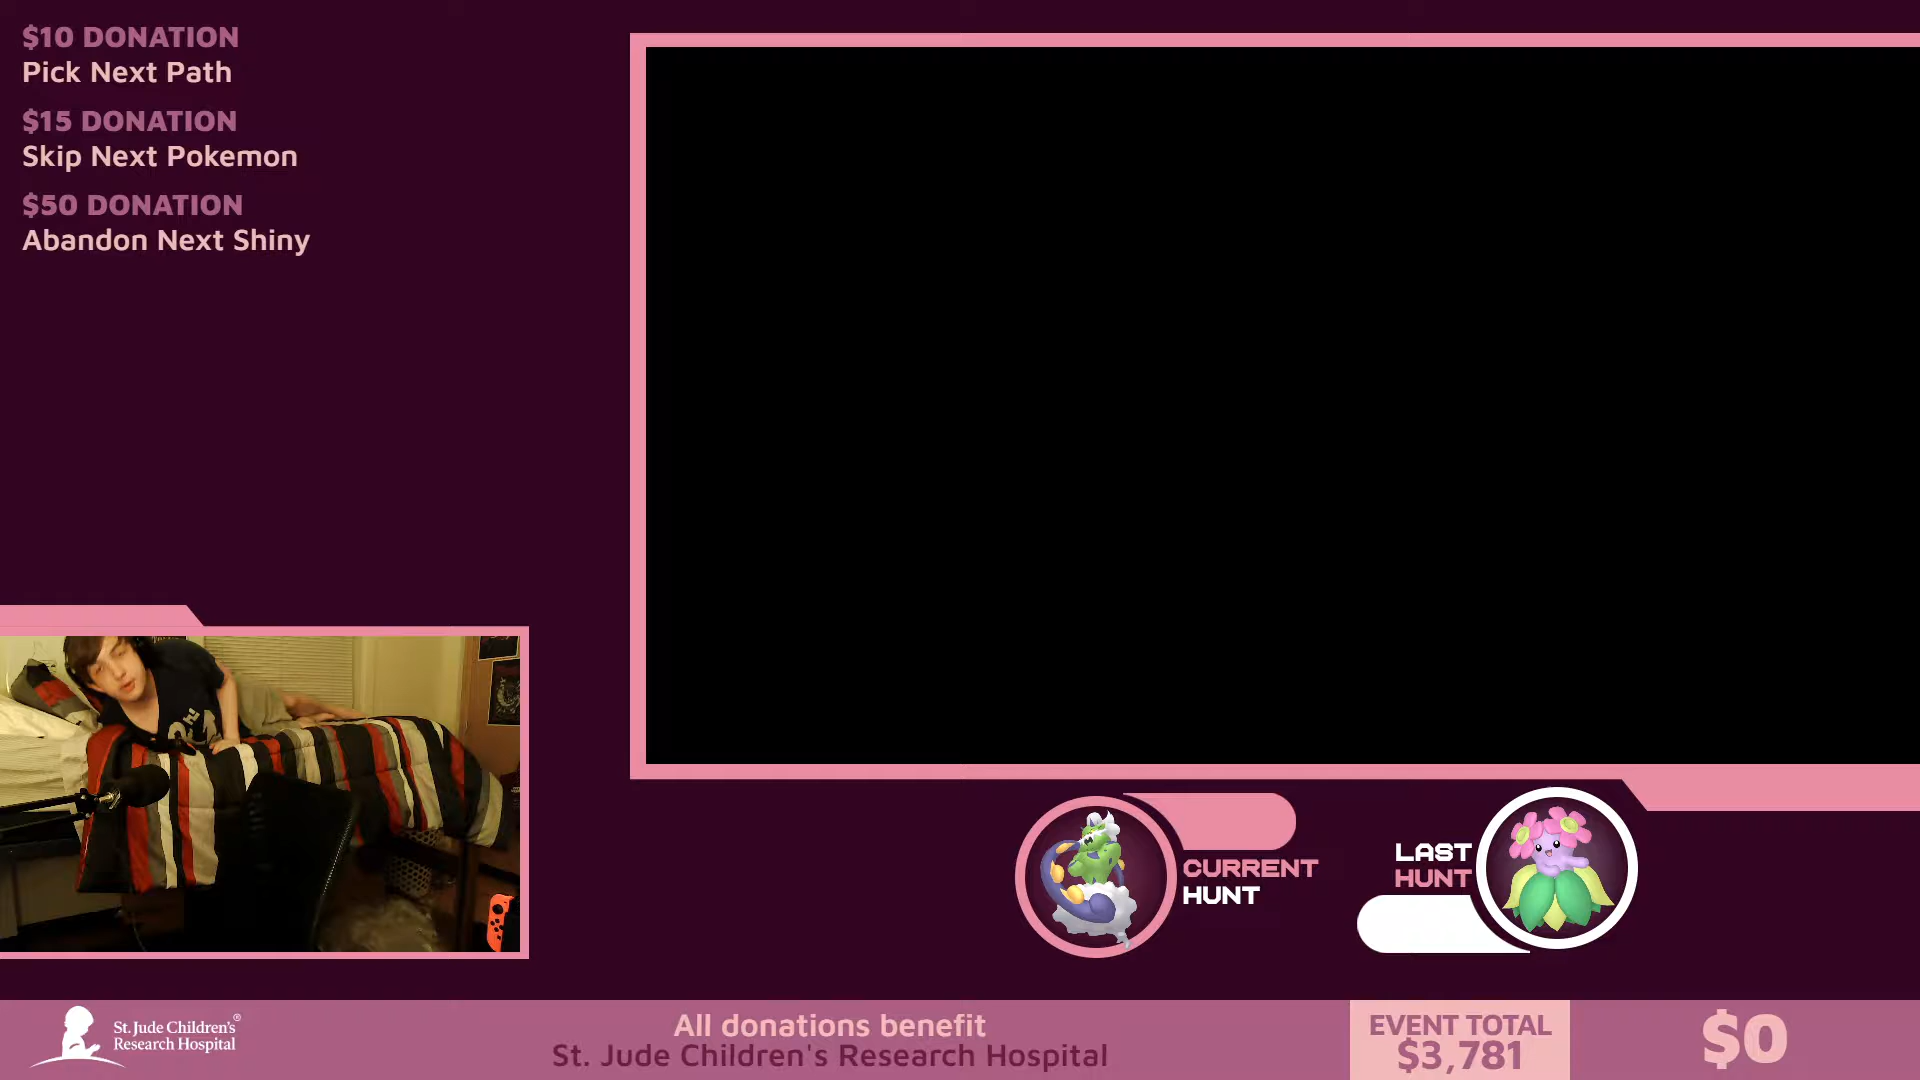 $10 DONATION
Pick Next Path
$15 DONATION
Skip Next Pokemon
$50 DONATION
Abandon Next Shiny
CURRENT
HUNT
LAST
HUNT
St. Jude Children's®
Research Hospital
All donations benefit
St. Jude Children's Research Hospital
EVENT TOTAL
$3,781
$0